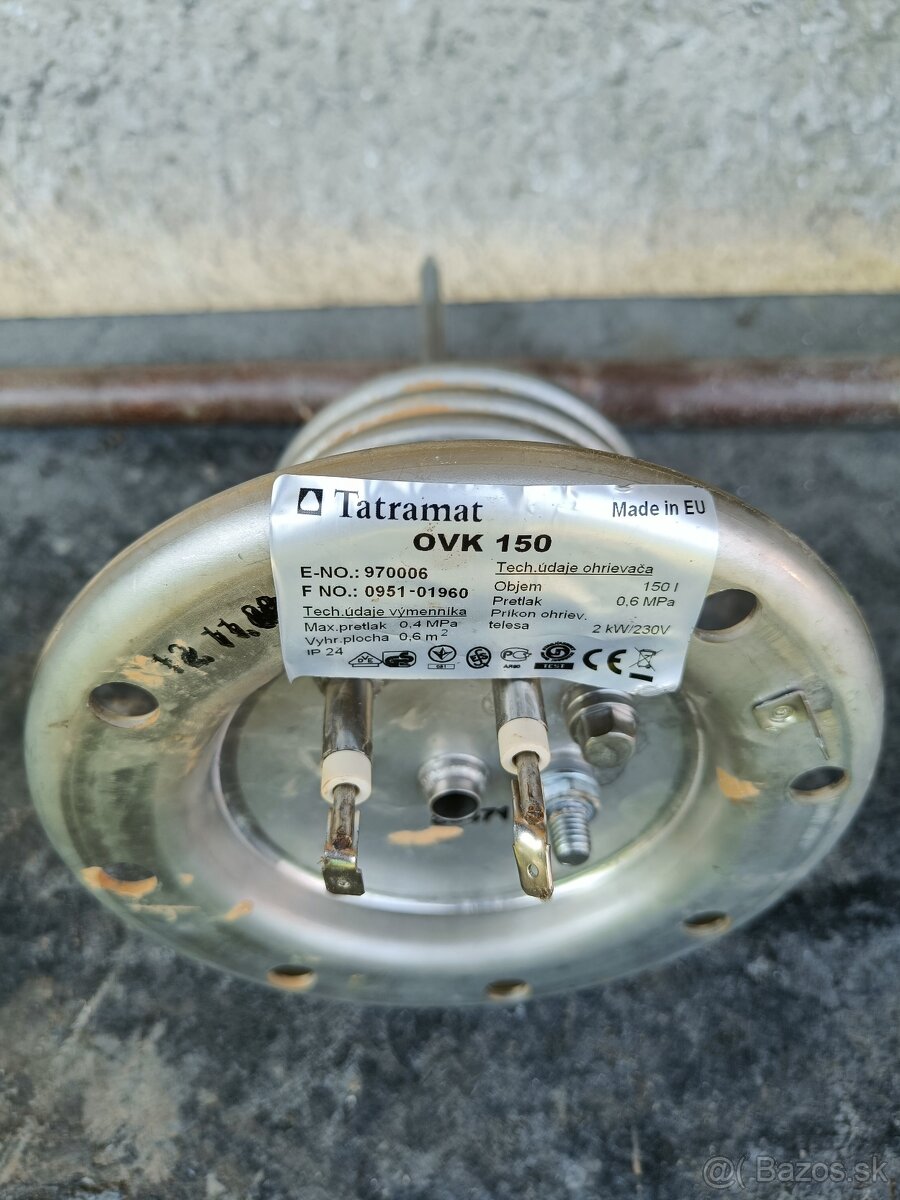 Tatramat Made in EU
OVK 150
E-NO.: 970006
F NO.: 0951-01960
Tech.údaje výmenníka
Max.pretlak 0,4 MPa
Vyhr.plocha 0,6 m²
IP 24
Tech.údaje ohrievača
Objem 150 l
Pretlak 0,6 MPa
Príkon ohriev.
telesa 2 kW/230V
TEST
CE
@( Bazos.sk